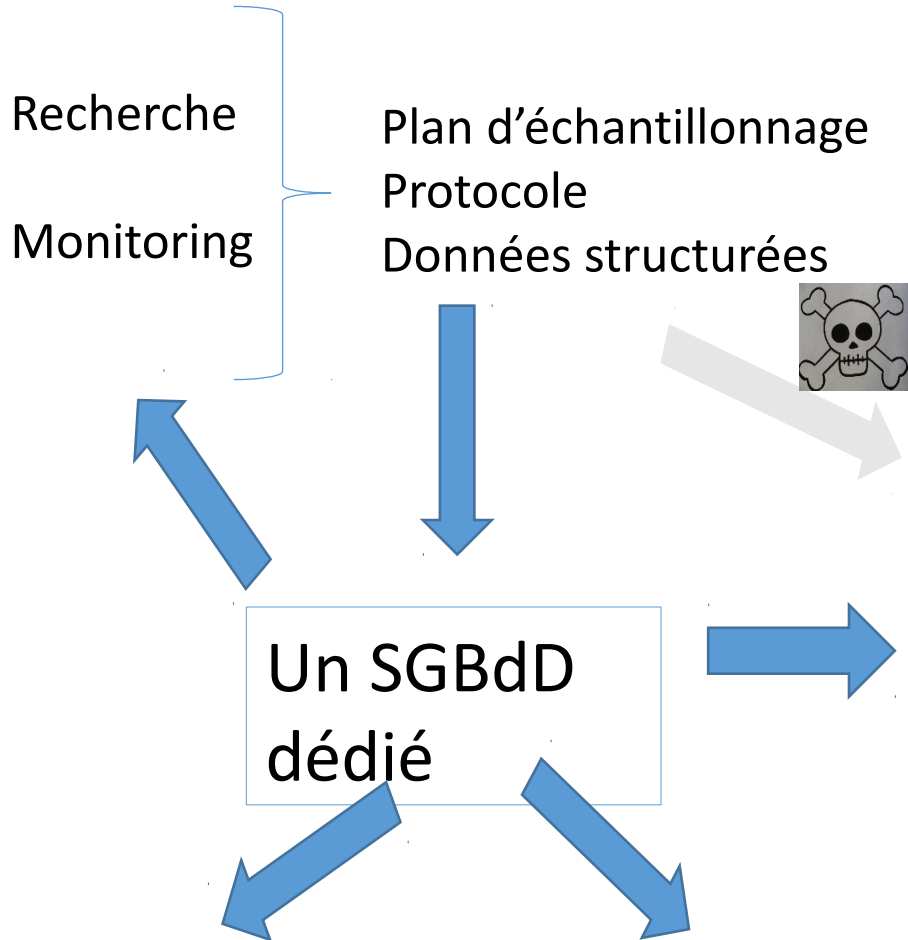 Recherche
Monitoring
Plan d’échantillonnage
Protocole
Données structurées
Un SGBdD
dédié